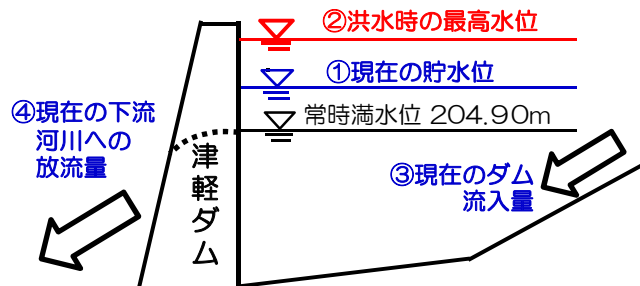 ②洪水時の最高水位
①現在の貯水位
④現在の下流
河川への
放流量
常時満水位 204.90m
津軽ダム
③現在のダム
流入量